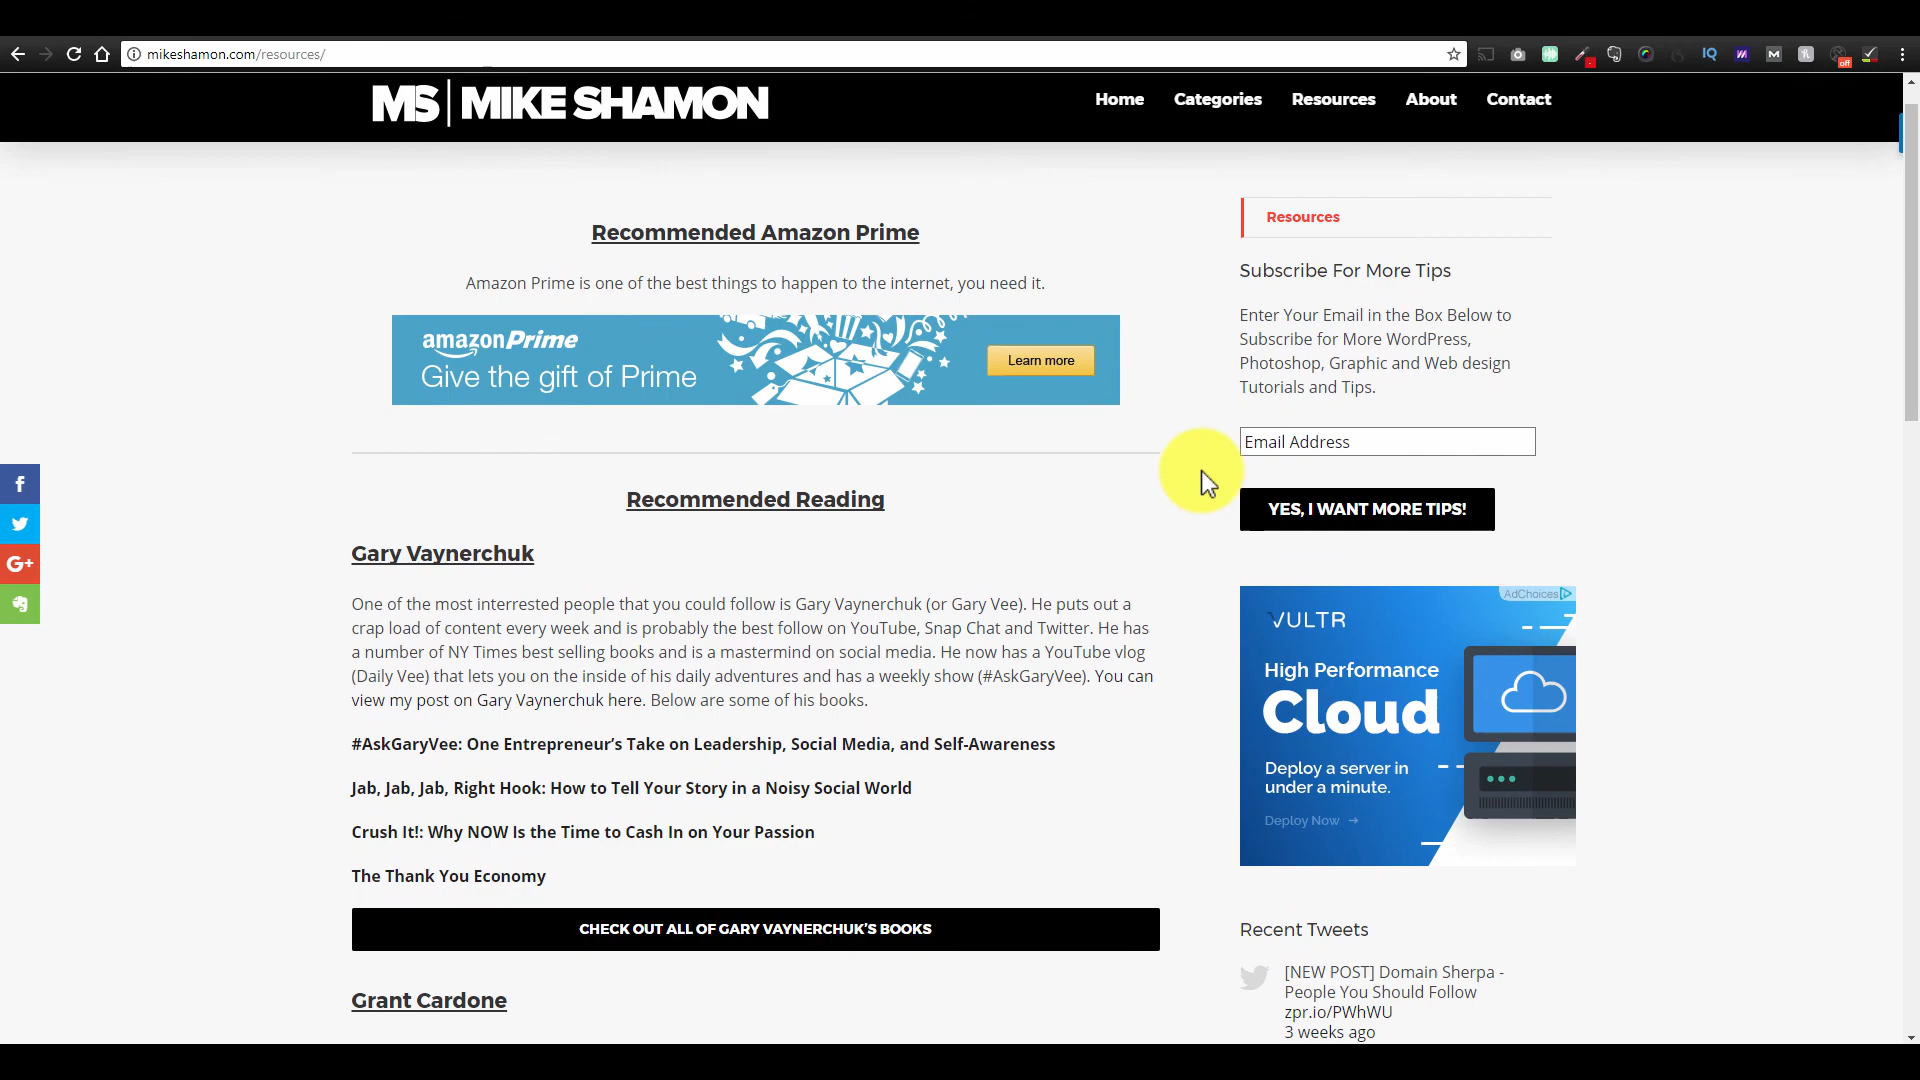 mikeshamon.com/resources/
off
MS | MIKE SHAMON
Home
Categories
Resources
About
Contact
Recommended Amazon Prime
Amazon Prime is one of the best things to happen to the internet, you need it.
amazonPrime
Give the gift of Prime
Learn more
Recommended Reading
Gary Vaynerchuk
One of the most interrested people that you could follow is Gary Vaynerchuk (or Gary Vee). He puts out a
crap load of content every week and is probably the best follow on YouTube, Snap Chat and Twitter. He has
a number of NY Times best selling books and is a mastermind on social media. He now has a YouTube vlog
(Daily Vee) that lets you on the inside of his daily adventures and has a weekly show (#AskGaryVee). You can
view my post on Gary Vaynerchuk here. Below are some of his books.
#AskGaryVee: One Entrepreneur’s Take on Leadership, Social Media, and Self-Awareness
Jab, Jab, Jab, Right Hook: How to Tell Your Story in a Noisy Social World
Crush It!: Why NOW Is the Time to Cash In on Your Passion
The Thank You Economy
CHECK OUT ALL OF GARY VAYNERCHUK’S BOOKS
Grant Cardone
Resources
Subscribe For More Tips
Enter Your Email in the Box Below to
Subscribe for More WordPress,
Photoshop, Graphic and Web design
Tutorials and Tips.
Email Address
YES, I WANT MORE TIPS!
AdChoices
VULTR
High Performance
Cloud
Deploy a server in
under a minute.
Deploy Now →
Recent Tweets
[NEW POST] Domain Sherpa -
People You Should Follow
zpr.io/PWhWU
3 weeks ago